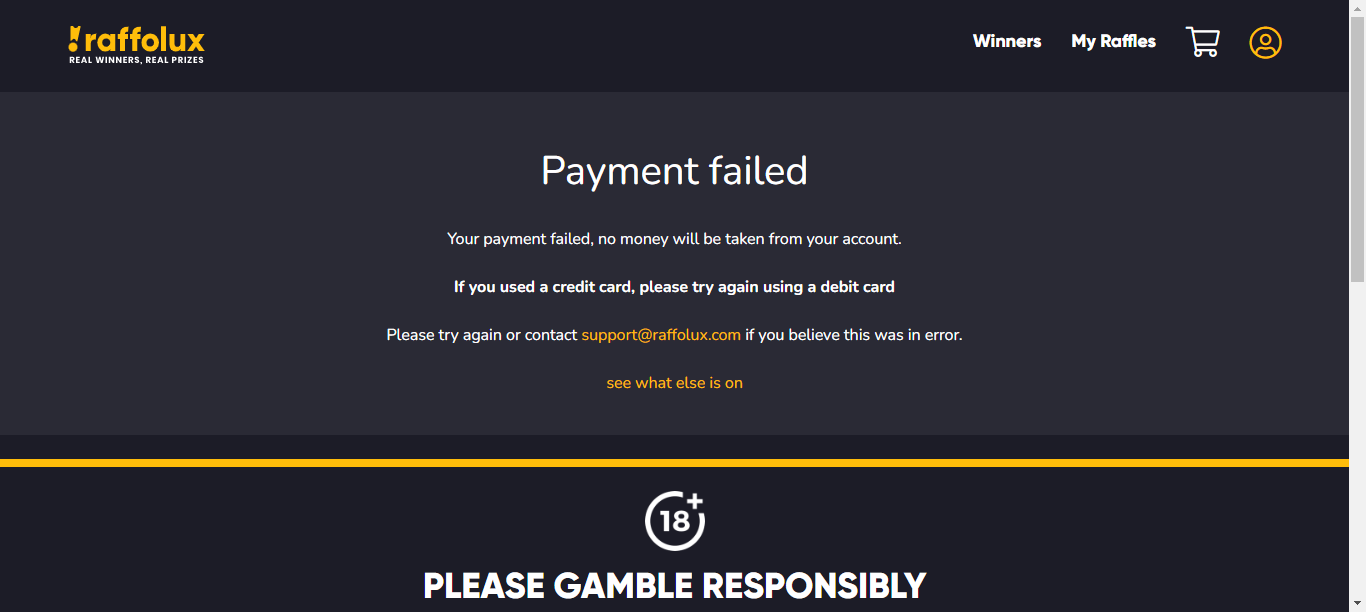 raffolux
REAL WINNERS, REAL PRIZES
Winners
My Raffles
Payment failed
Your payment failed, no money will be taken from your account.
If you used a credit card, please try again using a debit card
Please try again or contact support@raffolux.com if you believe this was in error.
see what else is on
18+
PLEASE GAMBLE RESPONSIBLY